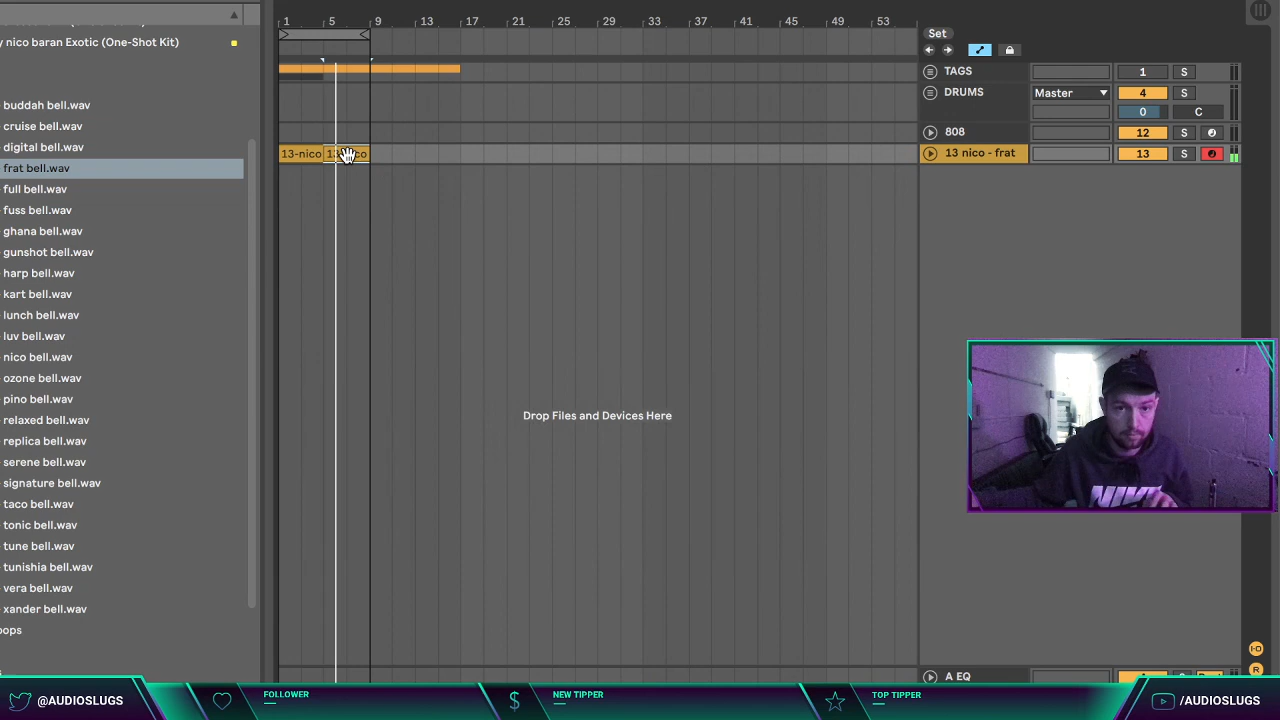 1 5 9 13 17 21 25 29 33 37 41 45 49 53
y nico baran Exotic (One-Shot Kit)
Set
TAGS 1 S
DRUMS Master 4 S
0 C
buddah bell.wav
cruise bell.wav
808 12 S
digital bell.wav
13-nico
13 nico - frat 13 S
frat bell.wav
full bell.wav
fuss bell.wav
ghana bell.wav
gunshot bell.wav
harp bell.wav
kart bell.wav
lunch bell.wav
luv bell.wav
nico bell.wav
ozone bell.wav
pino bell.wav
relaxed bell.wav
Drop Files and Devices Here
replica bell.wav
serene bell.wav
signature bell.wav
NIKE
taco bell.wav
tonic bell.wav
tune bell.wav
tunishia bell.wav
vera bell.wav
xander bell.wav
oops
I·O
R
A EQ
@AUDIOSLUGS
FOLLOWER
NEW TIPPER
TOP TIPPER
/AUDIOSLUGS